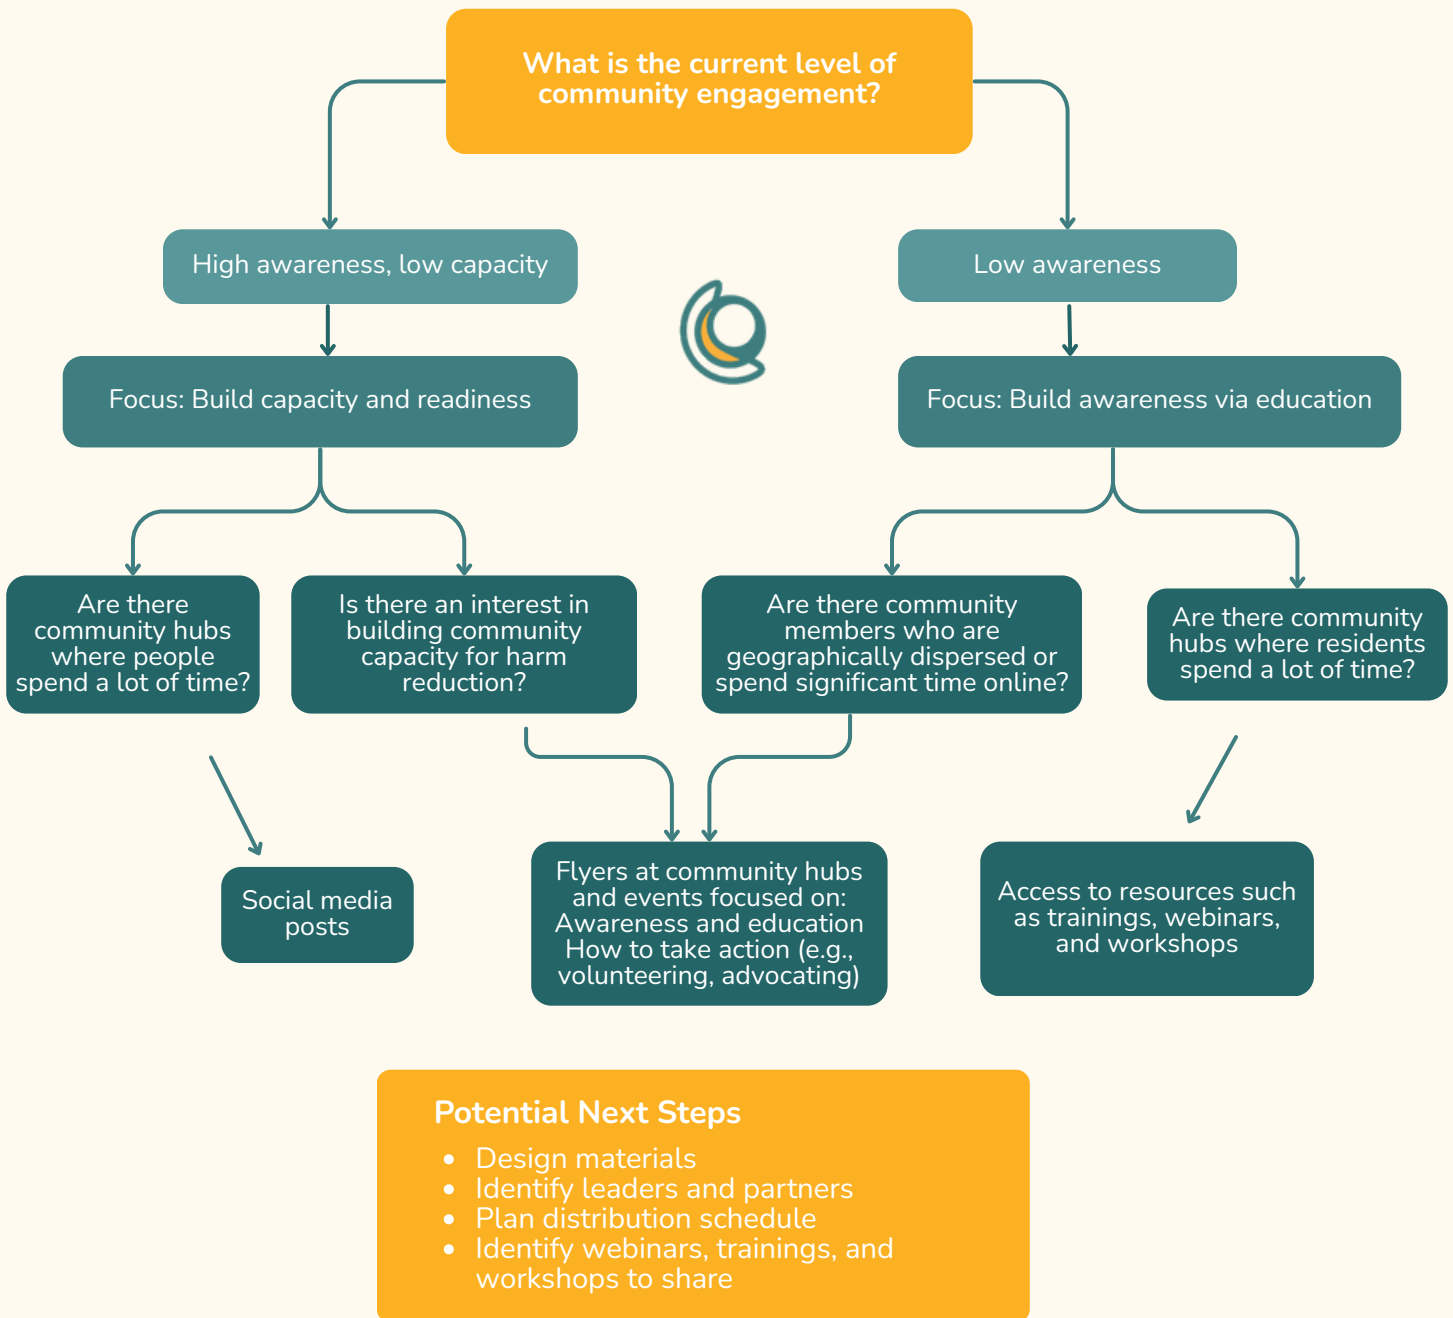 What is the current level of
community engagement?
High awareness, low capacity
Low awareness
Focus: Build capacity and readiness
Focus: Build awareness via education
Are there
community hubs
where people
spend a lot of time?
Is there an interest in
building community
capacity for harm
reduction?
Are there community
members who are
geographically dispersed or
spend significant time online?
Are there community
hubs where residents
spend a lot of time?
Social media
posts
Flyers at community hubs
and events focused on:
Awareness and education
How to take action (e.g.,
volunteering, advocating)
Access to resources such
as trainings, webinars,
and workshops
Potential Next Steps
• Design materials
• Identify leaders and partners
• Plan distribution schedule
• Identify webinars, trainings, and
workshops to share